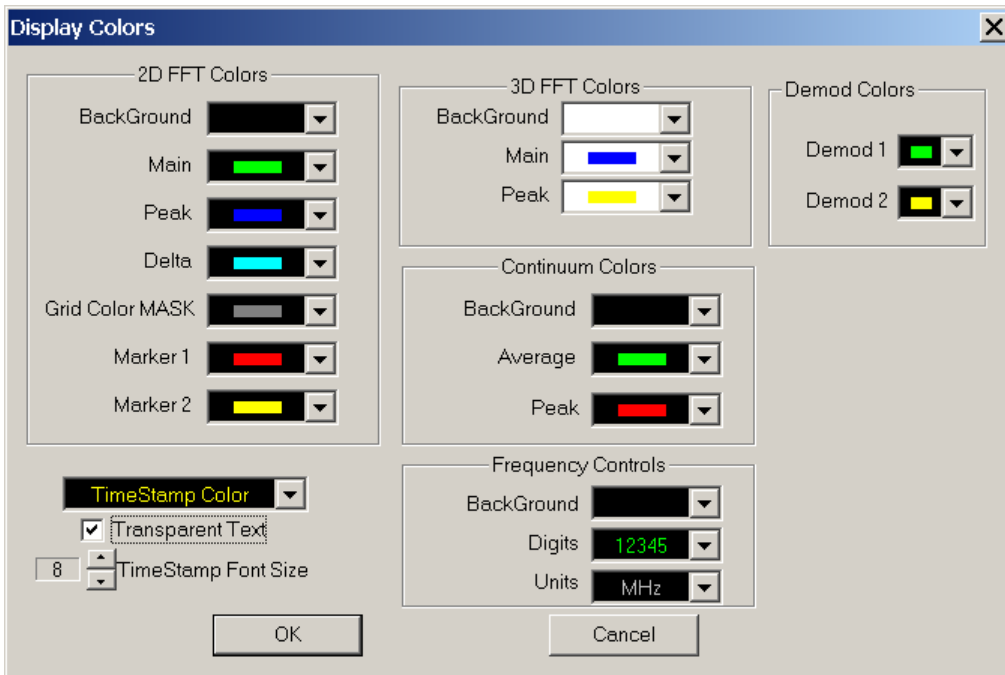 Display Colors
2D FFT Colors
BackGround
Main
Peak
Delta
Grid Color MASK
Marker 1
Marker 2
TimeStamp Color
Transparent Text
8 TimeStamp Font Size
3D FFT Colors
BackGround
Main
Peak
Continuum Colors
BackGround
Average
Peak
Frequency Controls
BackGround
Digits 12345
Units MHz
Demod Colors
Demod 1
Demod 2
OK
Cancel